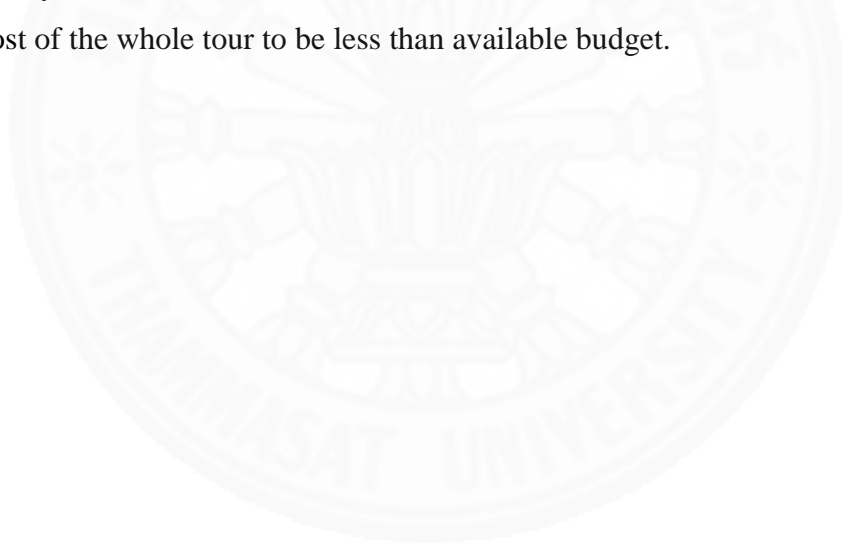 ost of the whole tour to be less than available budget.
THAMMASAT UNIVERSITY